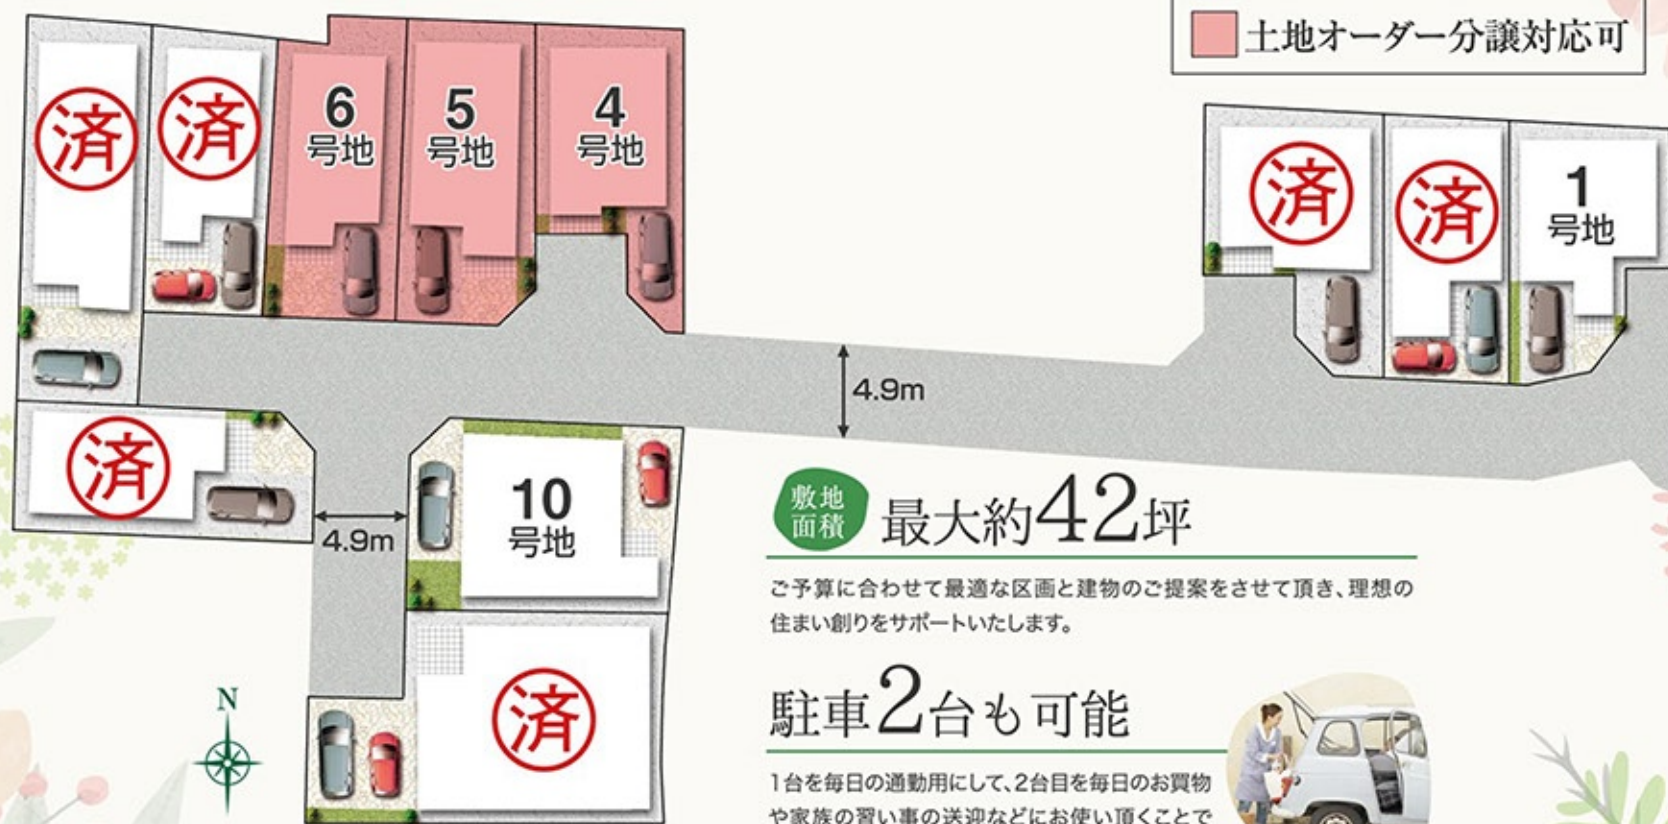 土地オーダー分譲対応可
済
済
6
号地
5
号地
4
号地
済
済
1
号地
4.9m
済
10
号地
4.9m
敷地
面積
最大約42坪
ご予算に合わせて最適な区画と建物のご提案をさせて頂き、理想の
住まい創りをサポートいたします。
済
N
駐車2台も可能
1台を毎日の通勤用にして、2台目を毎日のお買物
や家族の習い事の送迎などにお使い頂くことで